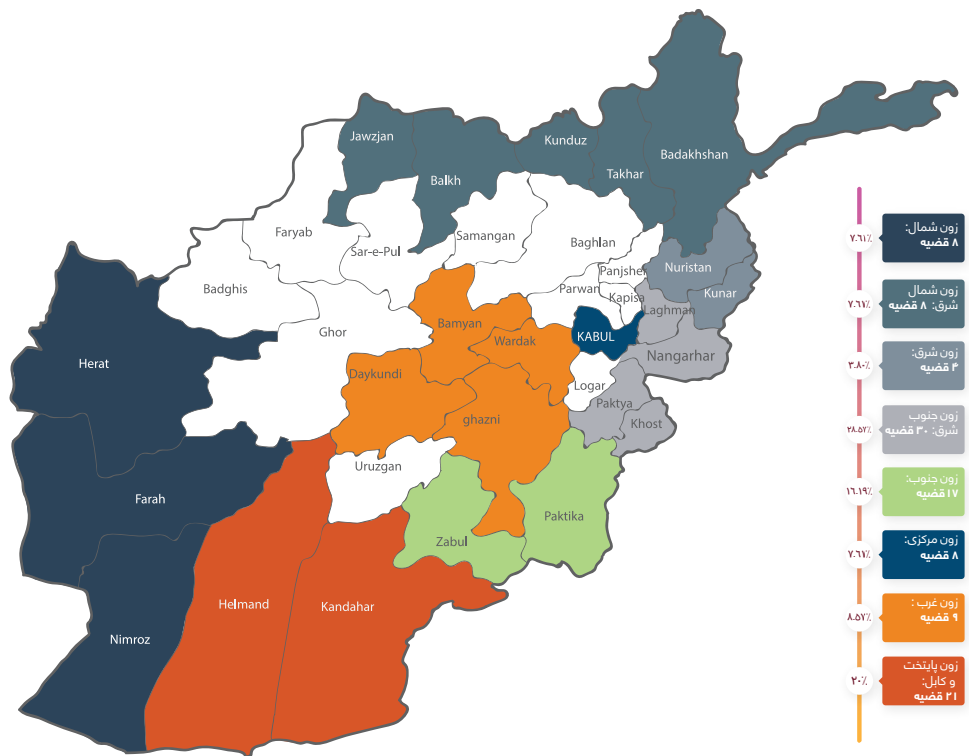 Jawzjan
Kunduz
Badakhshan
Balkh
Takhar
Faryab
Sar-e-Pul
Samangan
Baghlan
Panjsher
Nuristan
Badghis
Parwan
Kapisa
Kunar
Laghman
Ghor
Bamyan
Wardak
KABUL
Nangarhar
Herat
Daykundi
Logar
Paktya
ghazni
Khost
Uruzgan
Farah
Paktika
Zabul
Helmand
Kandahar
Nimroz
زون شمال:
۸ قضیه
۷.۶۱٪
زون شمال
شرق: ۸ قضیه
۷.۶۱٪
زون شرق:
۴ قضیه
۳.۸۰٪
زون جنوب
شرق: ۳۰ قضیه
۲۸.۵۷٪
زون جنوب:
۱۷ قضیه
۱۶.۱۹٪
زون مرکزی:
۸ قضیه
۷.۶۱٪
زون غرب :
۹ قضیه
۸.۵۷٪
زون پایتخت
و کابل:
۲۱ قضیه
۲۰٪